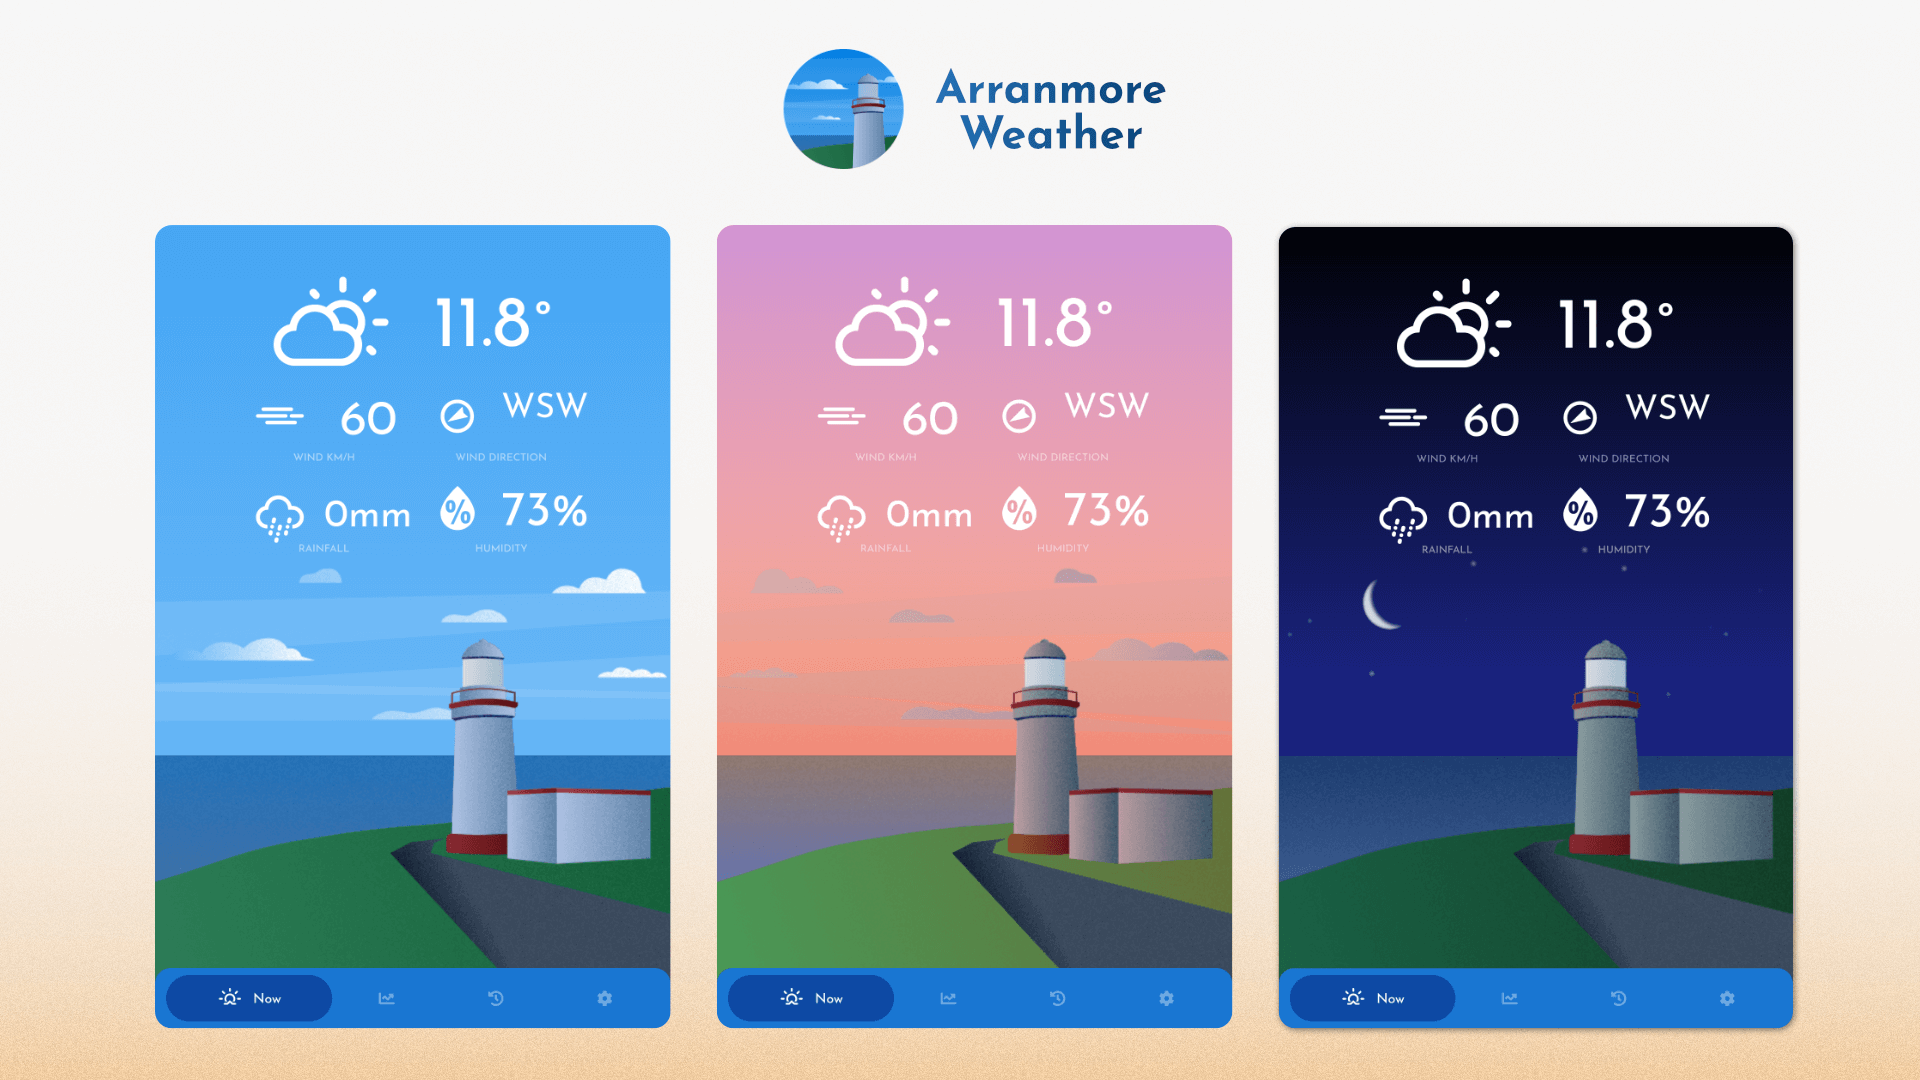 Arranmore
Weather
11.8°
60
WSW
WIND KM/H
WIND DIRECTION
0mm
%
73%
RAINFALL
HUMIDITY
Now
11.8°
60
WSW
WIND KM/H
WIND DIRECTION
0mm
%
73%
RAINFALL
HUMIDITY
Now
11.8°
60
WSW
WIND KM/H
WIND DIRECTION
0mm
%
73%
RAINFALL
HUMIDITY
Now